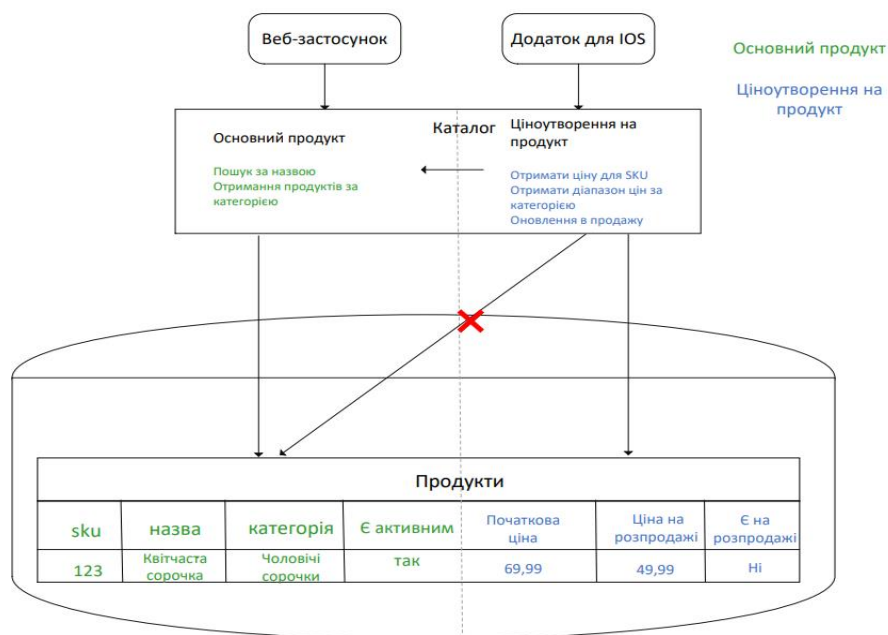 Веб-застосунок
Додаток для IOS
Основний продукт
Ціноутворення на
продукт
Каталог
Основний продукт
Пошук за назвою
Отримання продуктів за
категорією
Ціноутворення на
продукт
Отримати ціну для SKU
Отримати діапазон цін за
категорією
Оновлення в продажу
Продукти
sku
назва
категорія
Є активним
Початкова
ціна
Ціна на
розпродажі
Є на
розпродажі
123
Квітчаста
сорочка
Чоловічі
сорочки
так
69,99
49,99
Ні